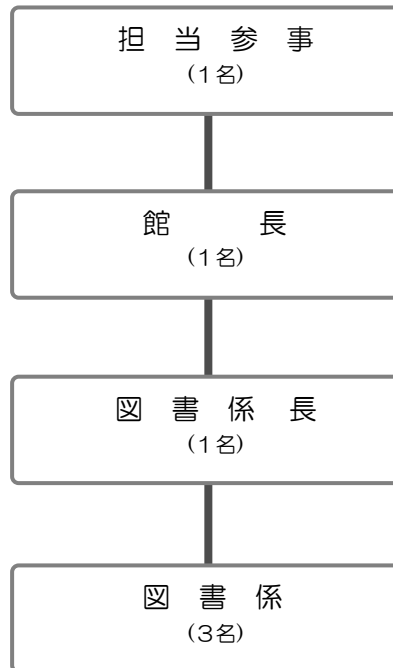 担　当　参　事
(１名)
館　　　長
(１名)
図　書　係　長
(１名)
図　書　係
(３名)